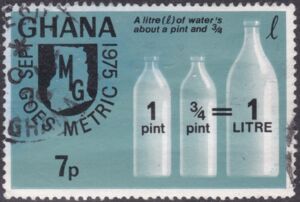 GHANA
A litre (ℓ) of water's
about a pint and ¾
ℓ
GHANA GOES METRIC 1975
MG
1 pint
¾ pint
=
1 LITRE
7p